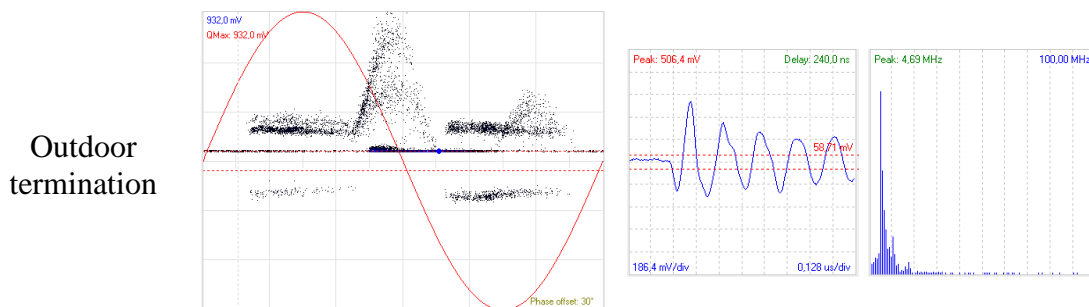 Outdoor
termination
932,0 mV
QMax: 932,0 mV
Phase offset: 30°
Peak: 506,4 mV
Delay: 240,0 ns
58,71 mV
186,4 mV/div
0,128 us/div
Peak: 4,69 MHz
100,00 MHz